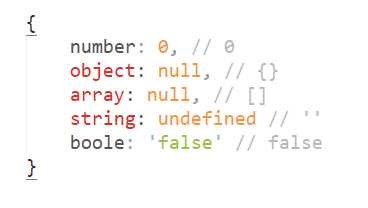 {
number: 0, // 0
object: null, // {}
array: null, // []
string: undefined // ''
boole: 'false' // false
}